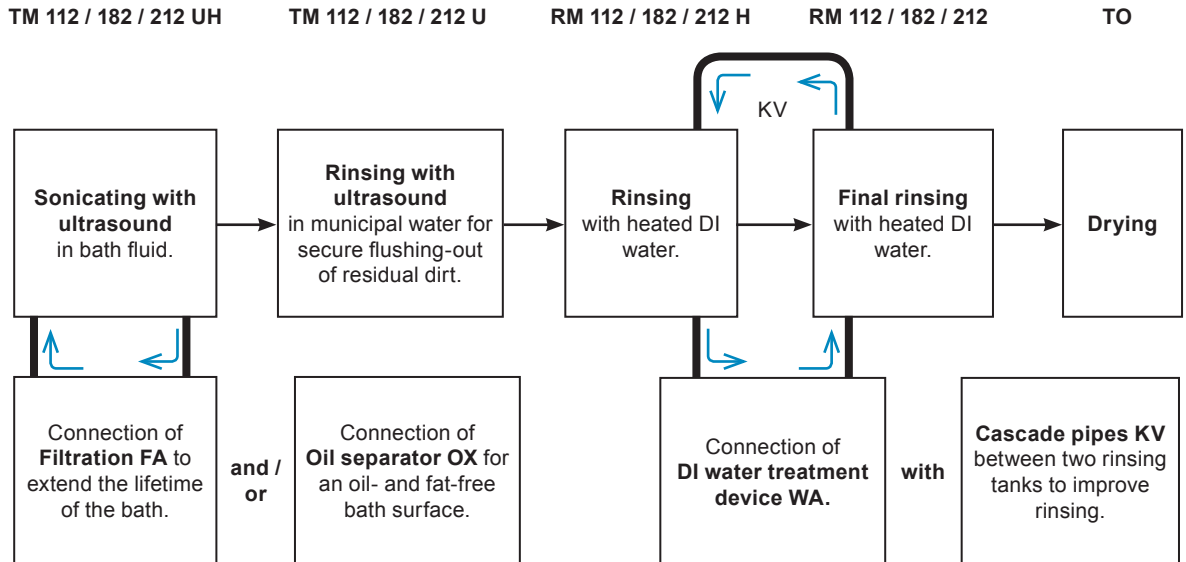 TM 112 / 182 / 212 UH
TM 112 / 182 / 212 U
RM 112 / 182 / 212 H
RM 112 / 182 / 212
TO
KV
Sonicating with
ultrasound
in bath fluid.
Rinsing with
ultrasound
in municipal water for
secure flushing-out
of residual dirt.
Rinsing
with heated DI
water.
Final rinsing
with heated DI
water.
Drying
Connection of
Filtration FA to
extend the lifetime
of the bath.
and /
or
Connection of
Oil separator OX for
an oil- and fat-free
bath surface.
Connection of
DI water treatment
device WA.
with
Cascade pipes KV
between two rinsing
tanks to improve
rinsing.